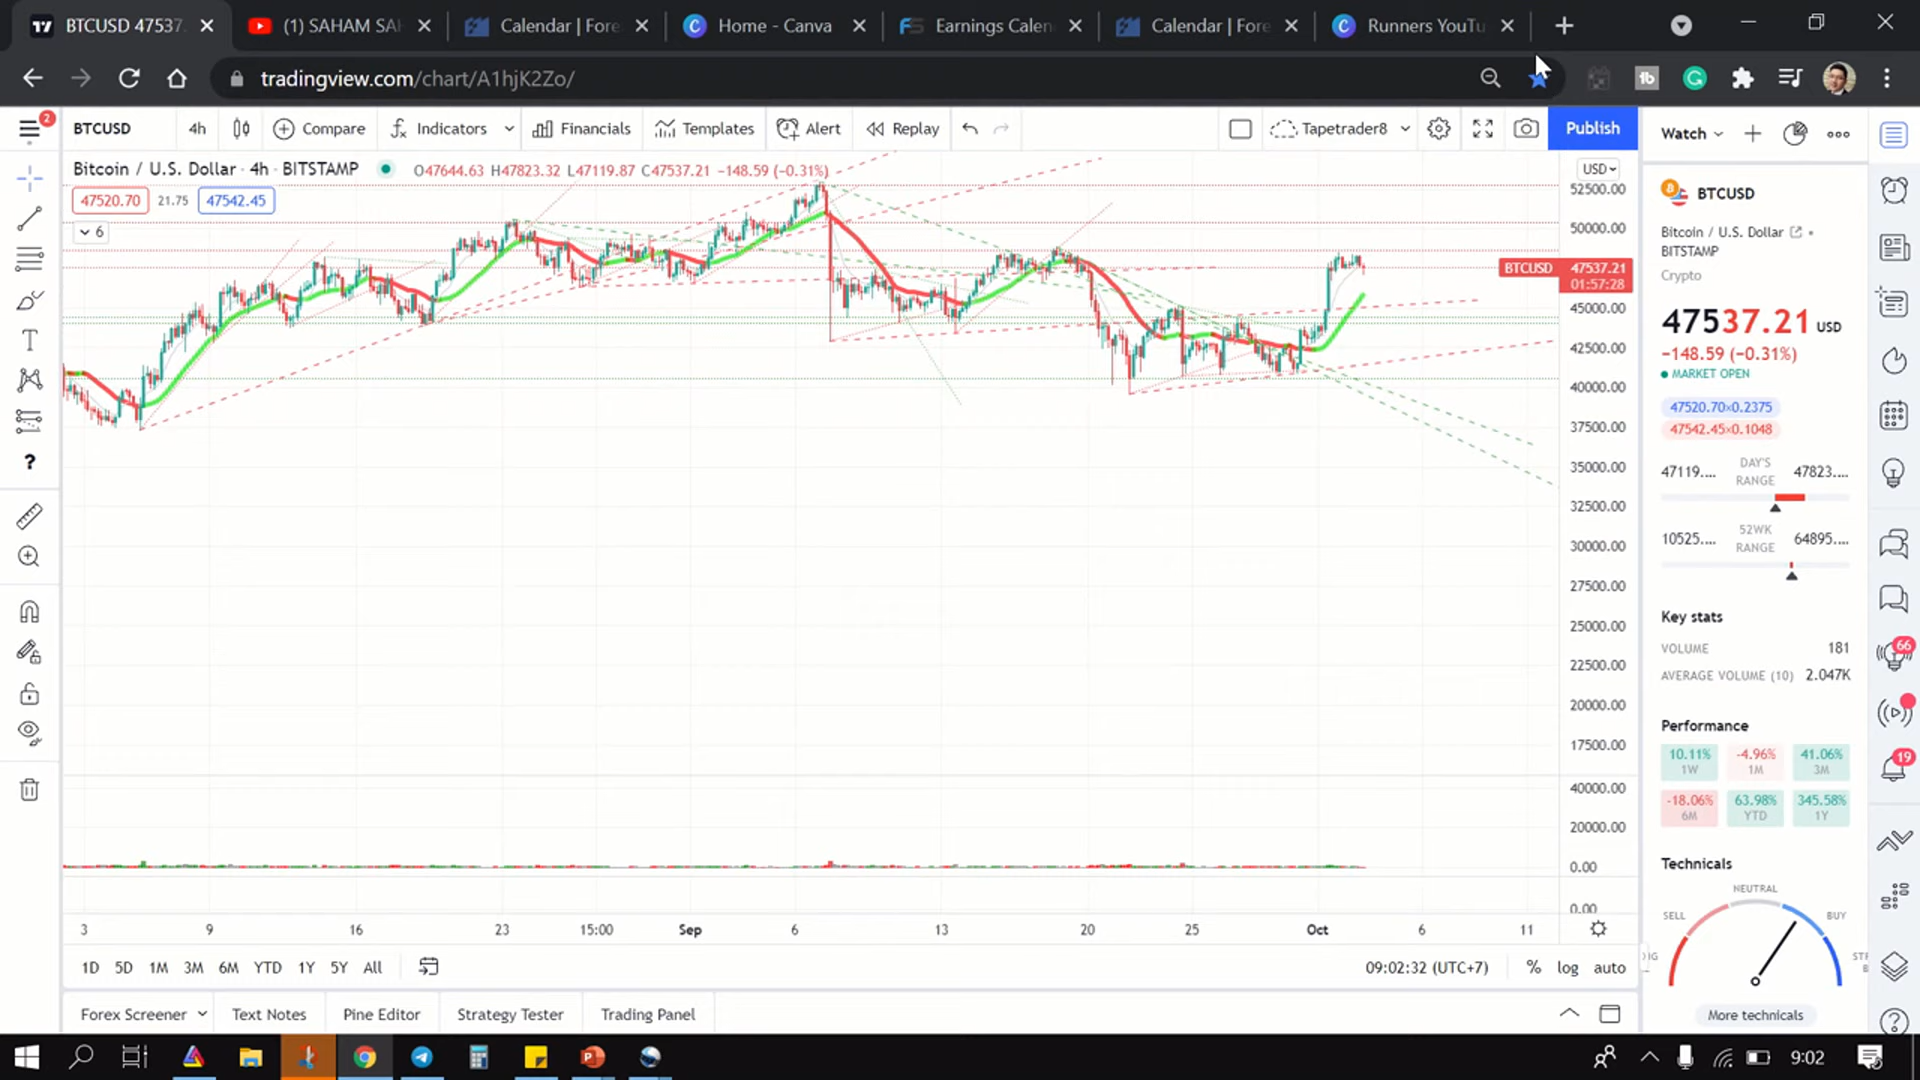 BTCUSD 47537.
(1) SAHAM SAH
Calendar | Fore
Home - Canva
Earnings Calen
Calendar | Fore
Runners YouTu
tradingview.com/chart/A1hjK2Zo/
2
BTCUSD
4h
Compare
Indicators
Financials
Templates
Alert
Replay
Tapetrader8
Publish
Watch
Bitcoin / U.S. Dollar · 4h · BITSTAMP
O47644.63 H47823.32 L47119.87 C47537.21 −148.59 (−0.31%)
USD
47520.70
21.75
47542.45
6
52500.00
50000.00
BTCUSD
47537.21
01:57:28
45000.00
42500.00
40000.00
37500.00
35000.00
32500.00
30000.00
27500.00
25000.00
22500.00
20000.00
17500.00
40000.00
20000.00
0.00
0.00
3
9
16
23
15:00
Sep
6
13
20
25
Oct
6
11
1D
5D
1M
3M
6M
YTD
1Y
5Y
All
09:02:32 (UTC+7)
%
log
auto
Forex Screener
Text Notes
Pine Editor
Strategy Tester
Trading Panel
BTCUSD
Bitcoin / U.S. Dollar
BITSTAMP
Crypto
47537.21 USD
−148.59 (−0.31%)
MARKET OPEN
47520.70×0.2375
47542.45×0.1048
47119....
DAY'S
RANGE
47823....
10525....
52WK
RANGE
64895....
Key stats
VOLUME
181
AVERAGE VOLUME (10)
2.047K
Performance
10.11%
1W
-4.96%
1M
41.06%
3M
-18.06%
6M
63.98%
YTD
345.58%
1Y
Technicals
NEUTRAL
SELL
BUY
More technicals
66
19
9:02